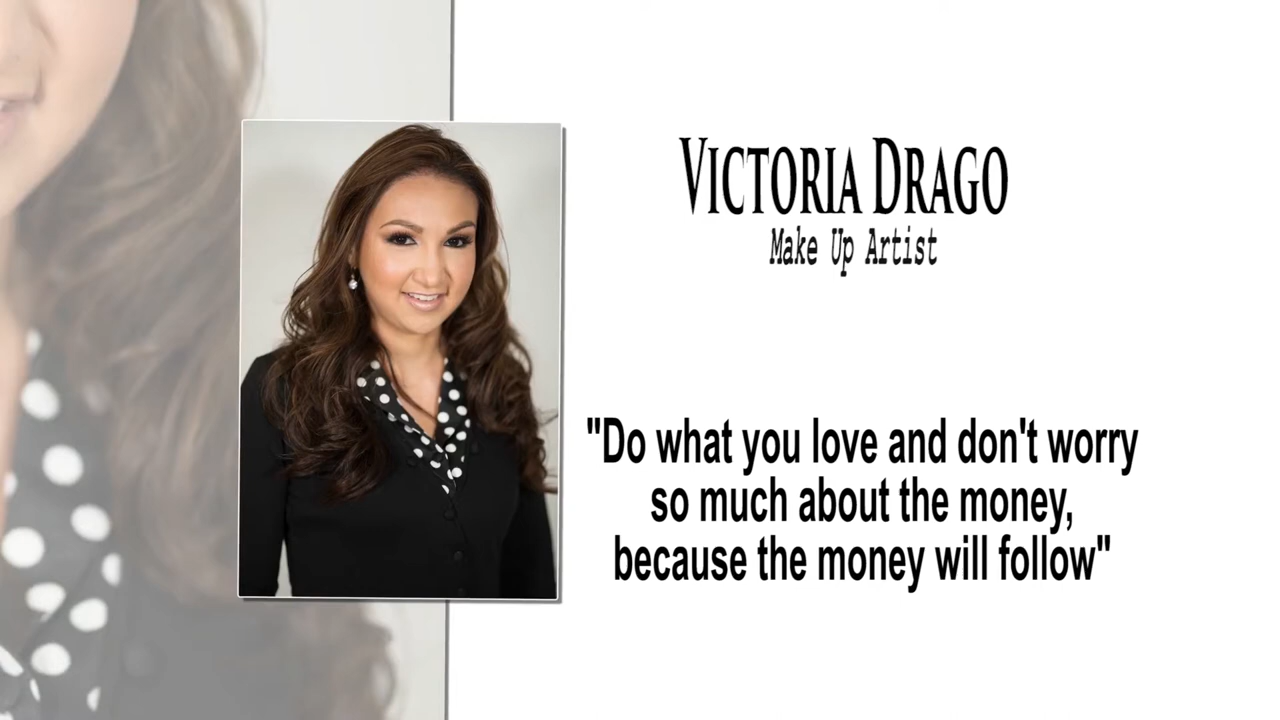 VICTORIA DRAGO
Make Up Artist
"Do what you love and don't worry
so much about the money,
because the money will follow"